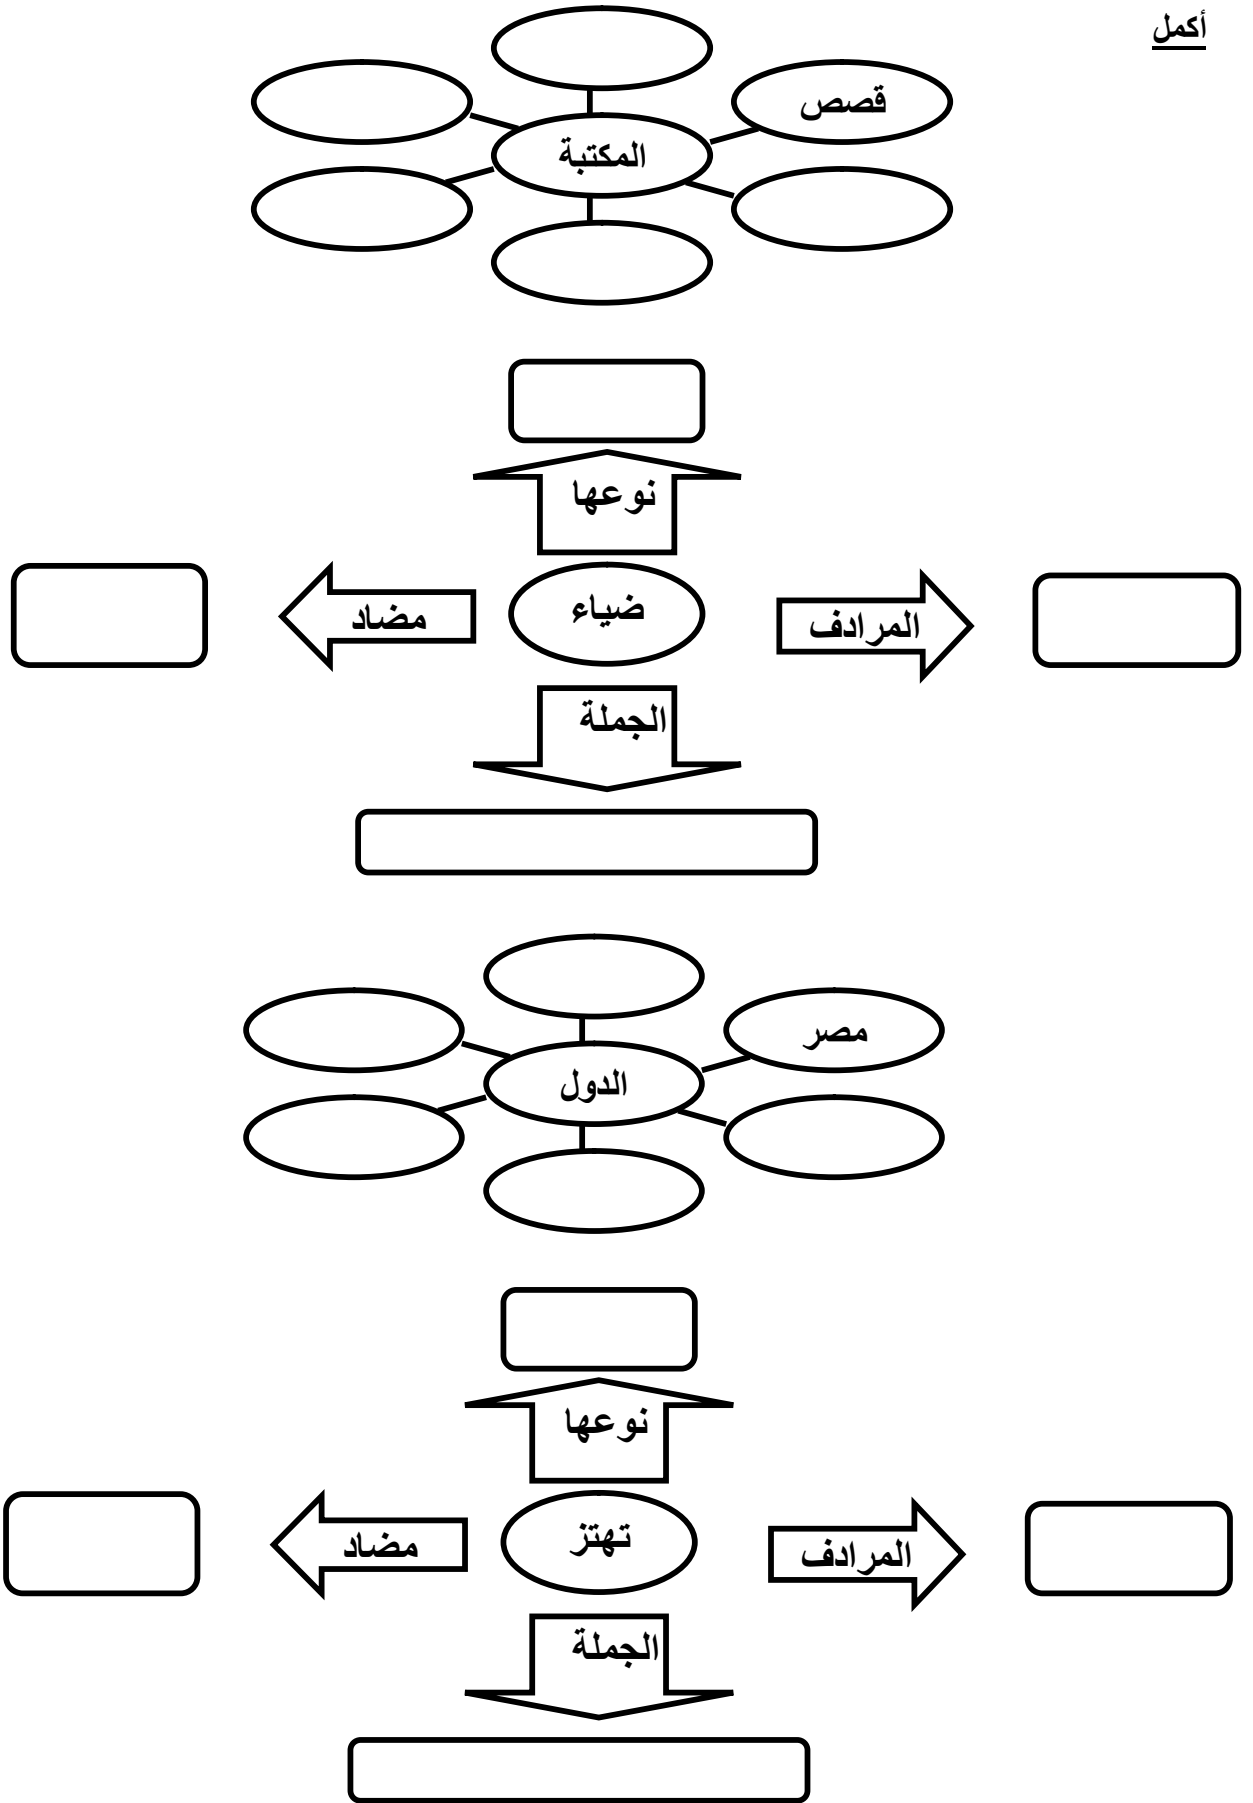 أكمل
قصص
المكتبة
نوعها
ضياء
المرادف
مضاد
الجملة
مصر
الدول
نوعها
تهتز
المرادف
مضاد
الجملة